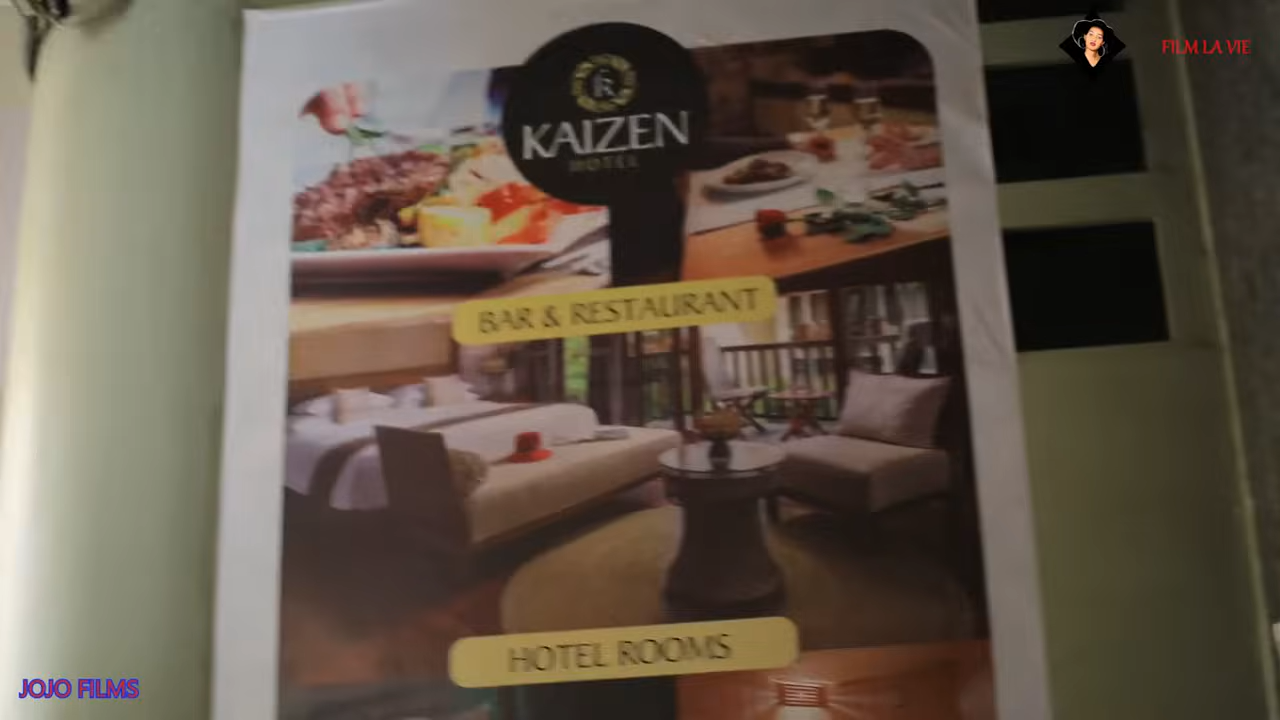 FILM LA VIE
KAIZEN
HOTEL
BAR & RESTAURANT
HOTEL ROOMS
JOJO FILMS